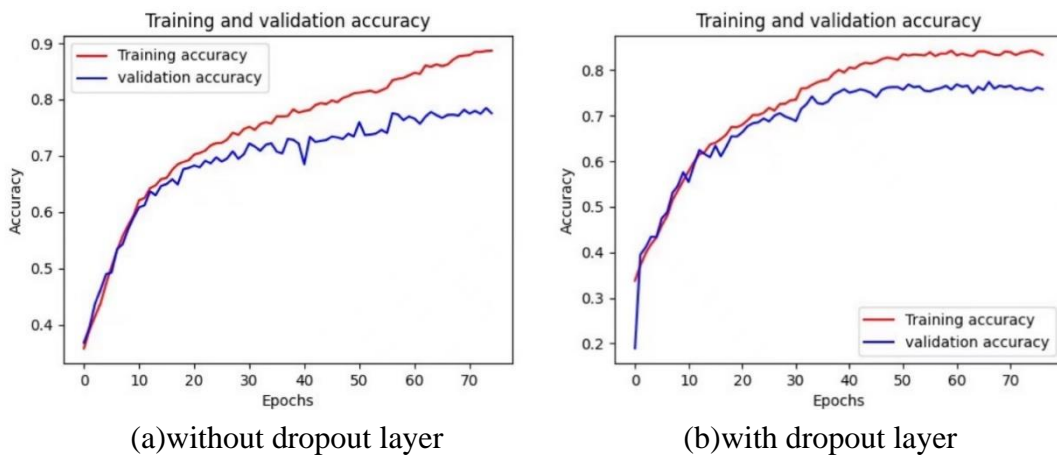 Training and validation accuracy
Training accuracy
validation accuracy
Accuracy
0.9
0.8
0.7
0.6
0.5
0.4
0 10 20 30 40 50 60 70
Epochs
(a)without dropout layer
Training and validation accuracy
Accuracy
0.8
0.7
0.6
0.5
0.4
0.3
0.2
Training accuracy
validation accuracy
0 10 20 30 40 50 60 70
Epochs
(b)with dropout layer